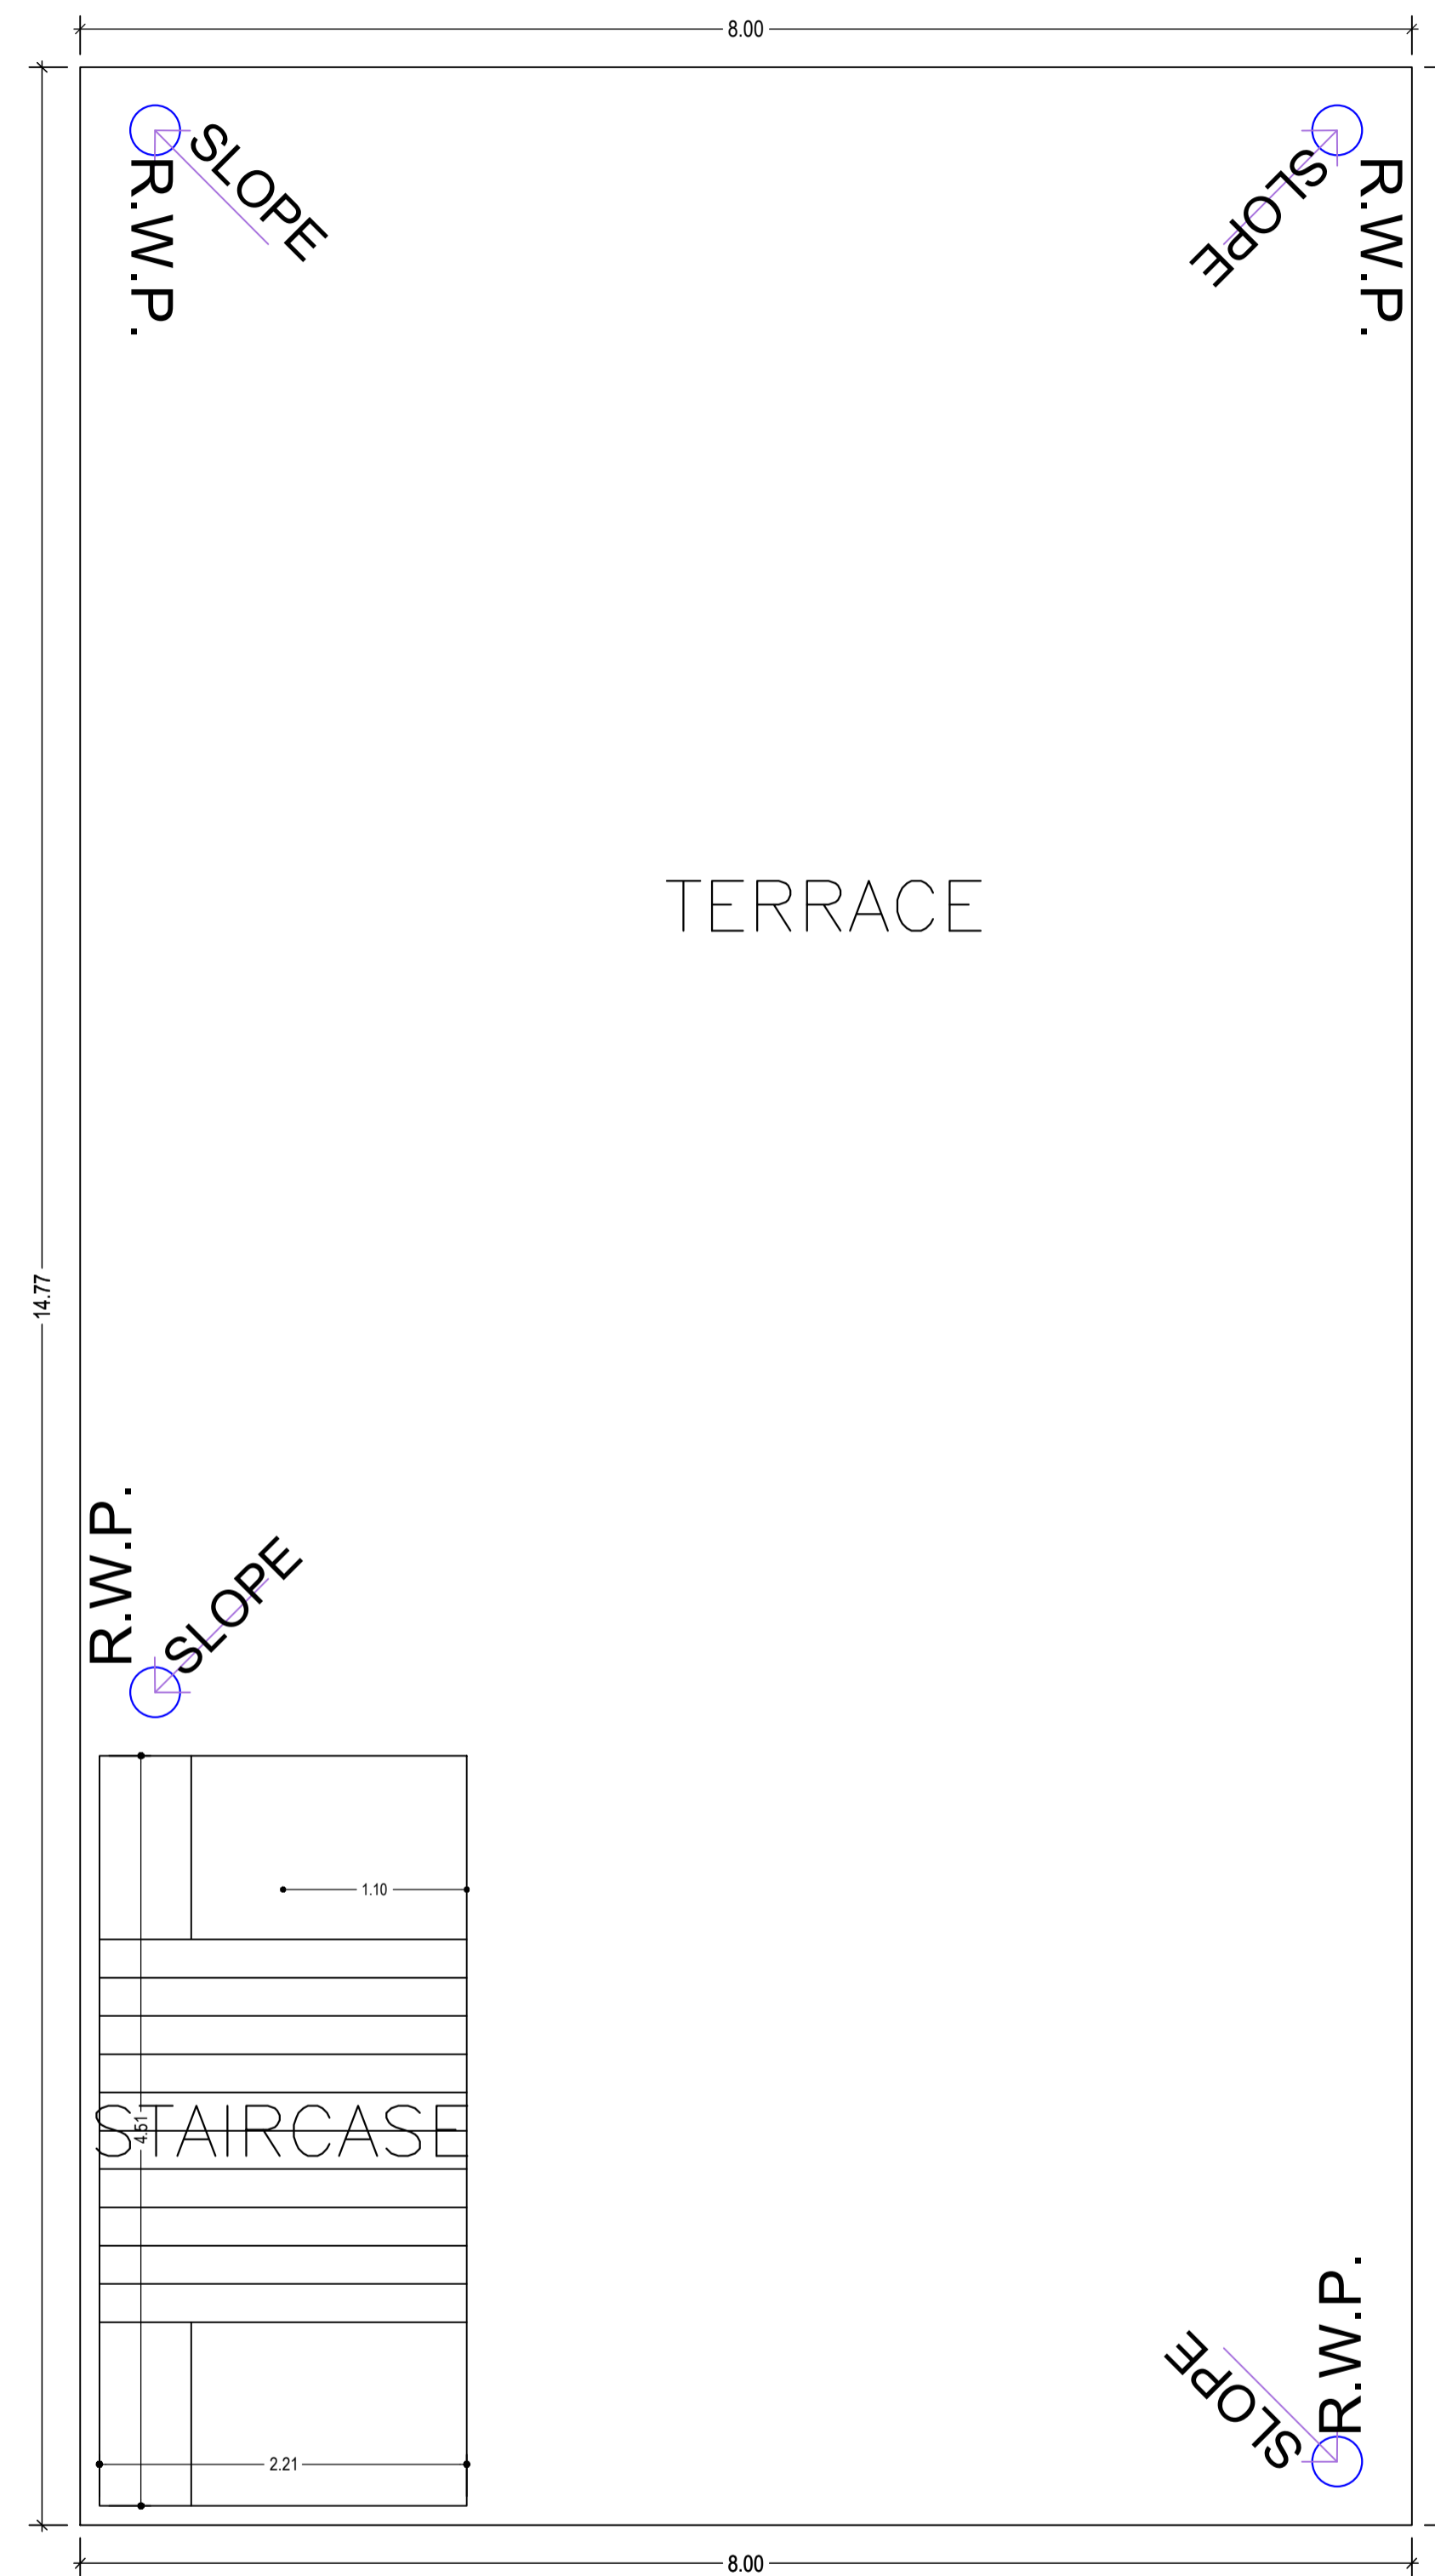 8.00
SLOPE
SLOPE
R.W.P.
R.W.P.
TERRACE
14.77
R.W.P.
SLOPE
1.10
STAIRCASE
4.51
R.W.P.
SLOPE
2.21
8.00